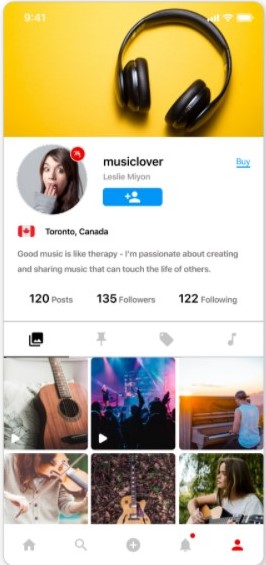 9:41
musiclover
Buy
Leslie Miyon
Toronto, Canada
Good music is like therapy - I'm passionate about creating
and sharing music that can touch the life of others.
120 Posts 135 Followers 122 Following